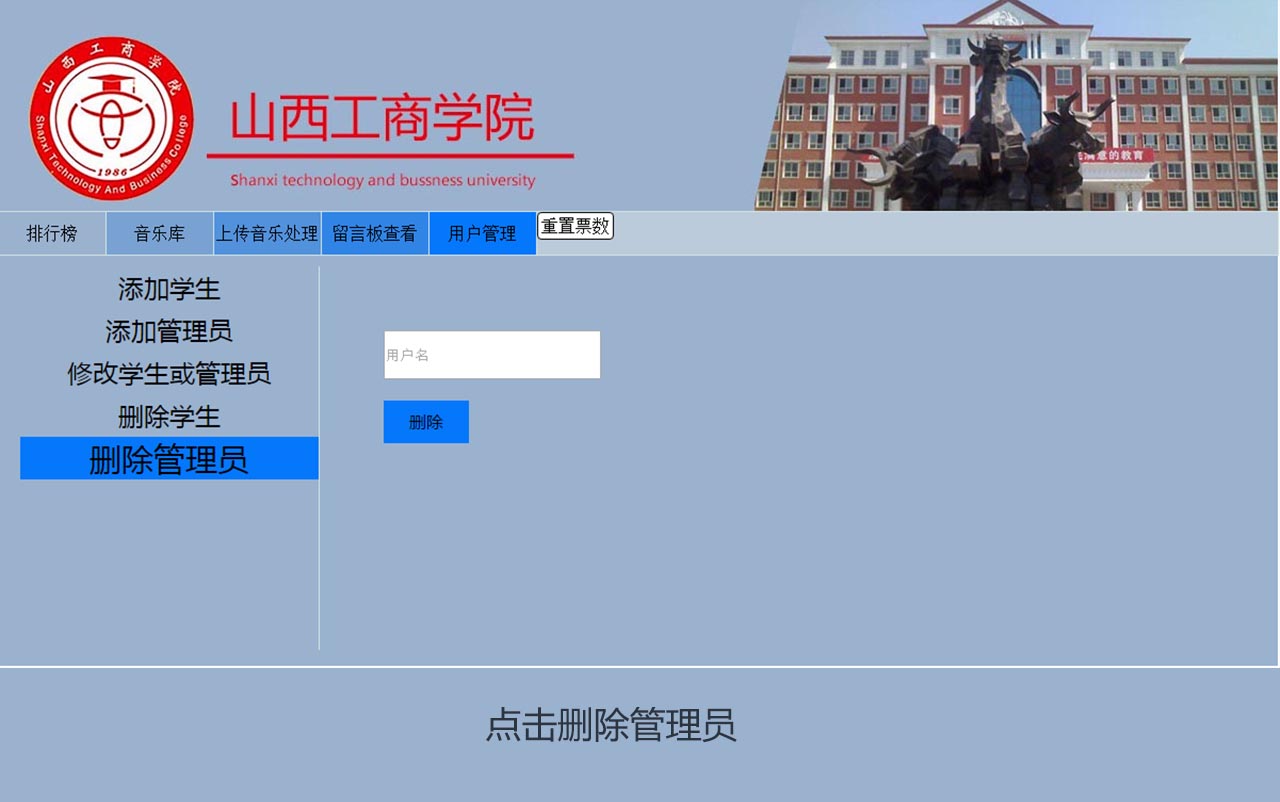 山西工商学院
Shanxi Technology And Business College
1986
山西工商学院
Shanxi technology and bussness university
意的教育
排行榜
音乐库
上传音乐处理
留言板查看
用户管理
重置票数
添加学生
添加管理员
修改学生或管理员
删除学生
删除管理员
用户名
删除
点击删除管理员